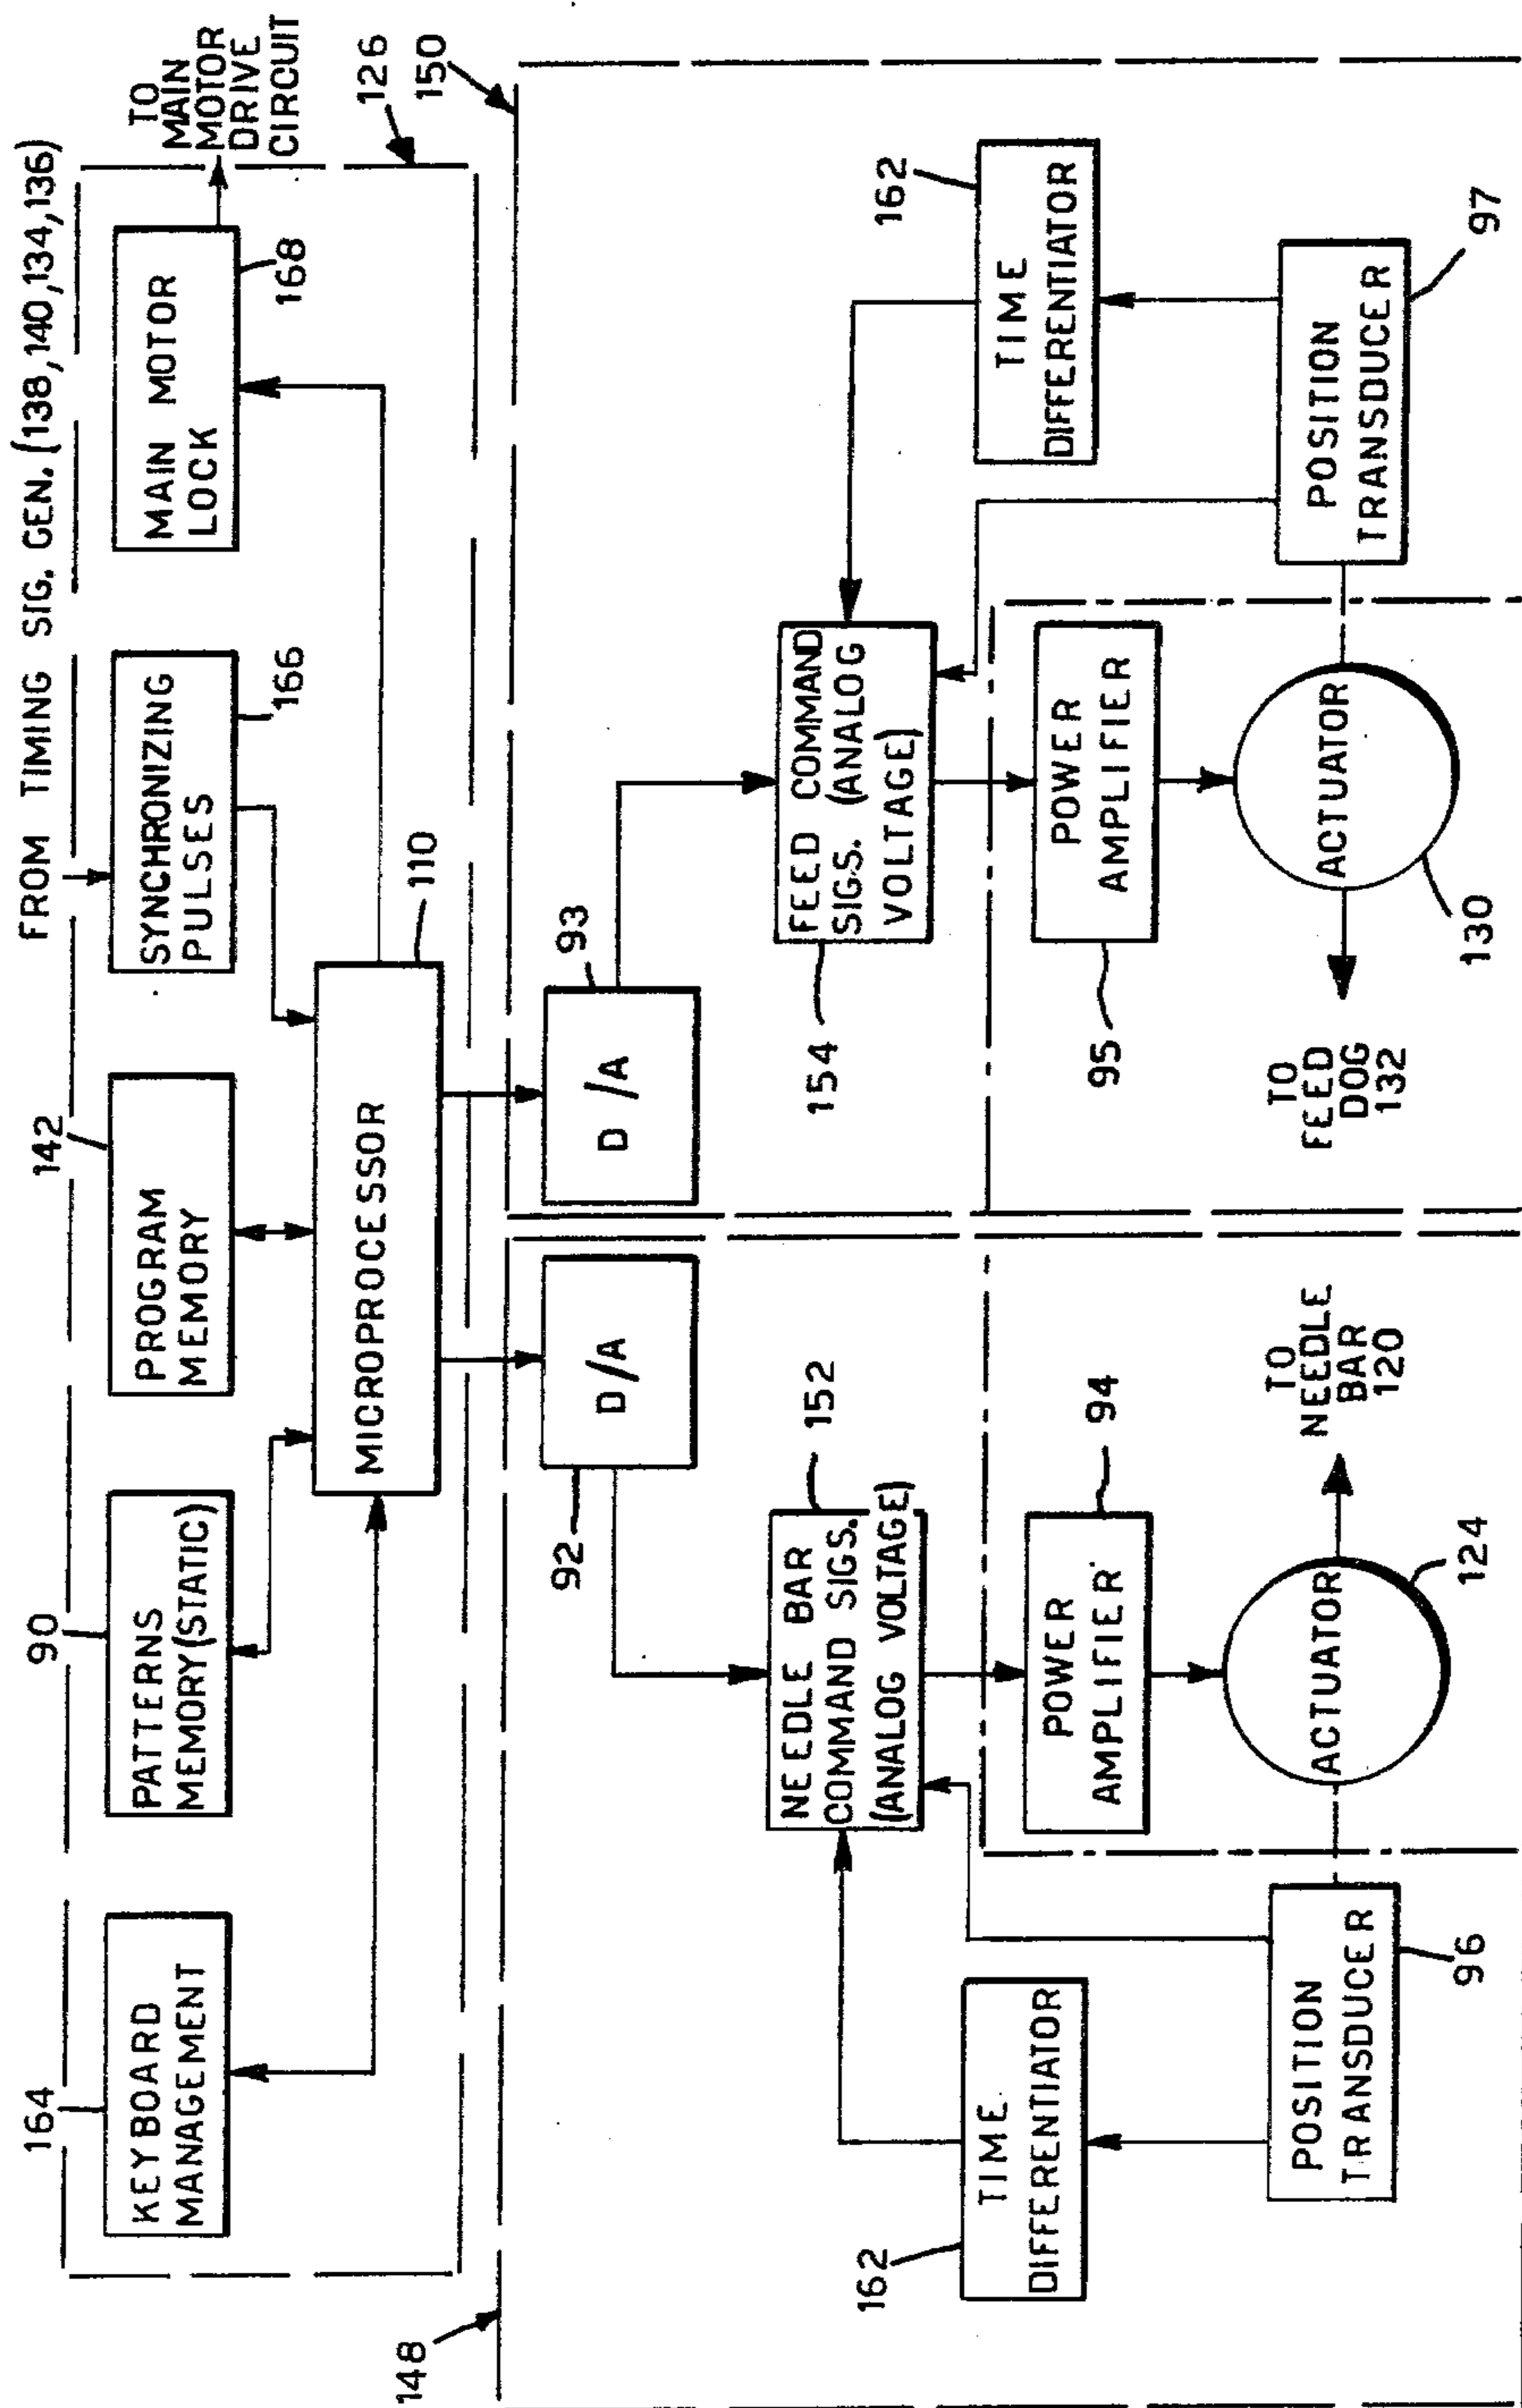 FROM TIMING SIG. GEN. (138,140,134,136)
164
90
142
KEYBOARD
MANAGEMENT
PATTERNS
MEMORY(STATIC)
PROGRAM
MEMORY
SYNCHRONIZING
PULSES
166
MAIN MOTOR
LOCK
168
TO
MAIN
MOTOR
DRIVE
CIRCUIT
126
150
MICROPROCESSOR
110
148
92
D/A
D/A
93
NEEDLE BAR
COMMAND SIGS.
(ANALOG VOLTAGE)
152
154
FEED COMMAND
SIGS. (ANALOG
VOLTAGE)
162
TIME
DIFFERENTIATOR
POWER
AMPLIFIER
94
95
POWER
AMPLIFIER
TIME
DIFFERENTIATOR
162
POSITION
TRANSDUCER
96
ACTUATOR
124
TO
NEEDLE
BAR
120
TO
FEED
DOG
132
ACTUATOR
130
POSITION
TRANSDUCER
97